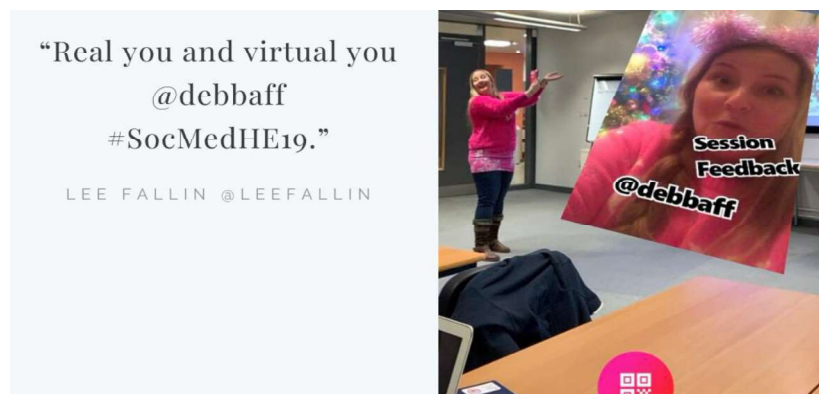 “Real you and virtual you
@debbaff
#SocMedHE19.”
LEE FALLIN @LEEFALLIN
Session
Feedback
@debbaff